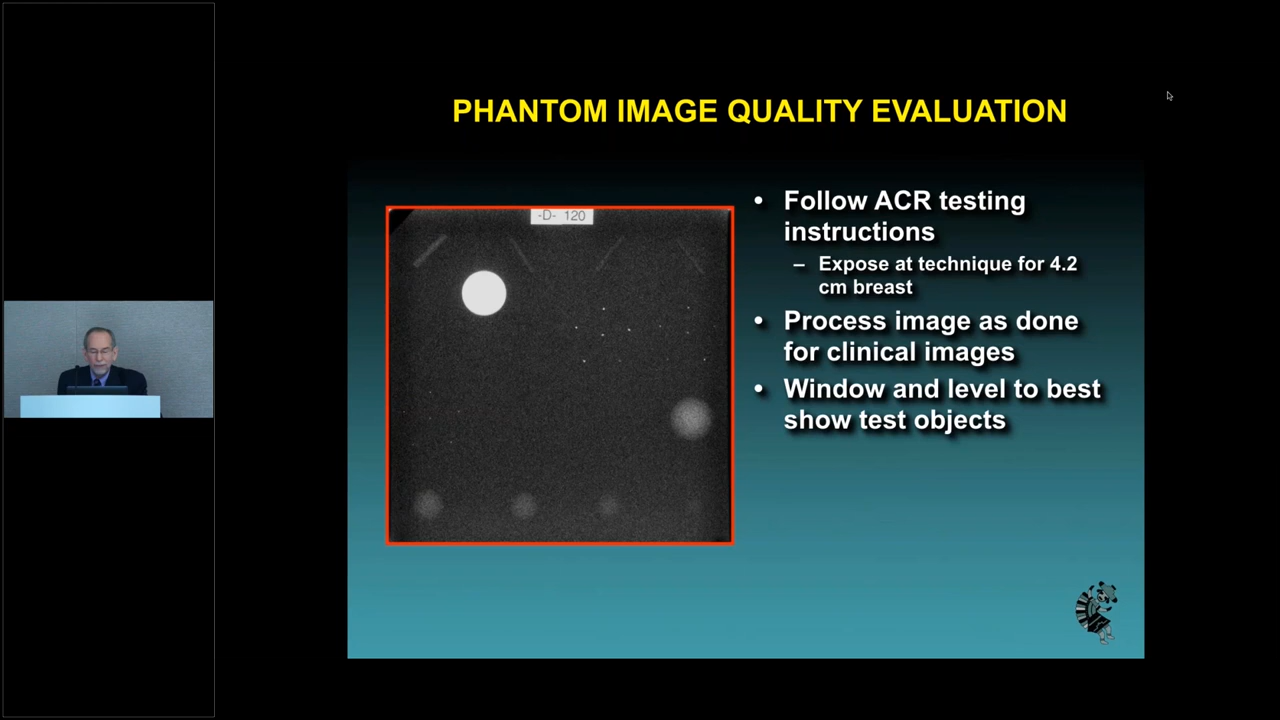 PHANTOM IMAGE QUALITY EVALUATION
-D- 120
• Follow ACR testing
instructions
– Expose at technique for 4.2
cm breast
• Process image as done
for clinical images
• Window and level to best
show test objects